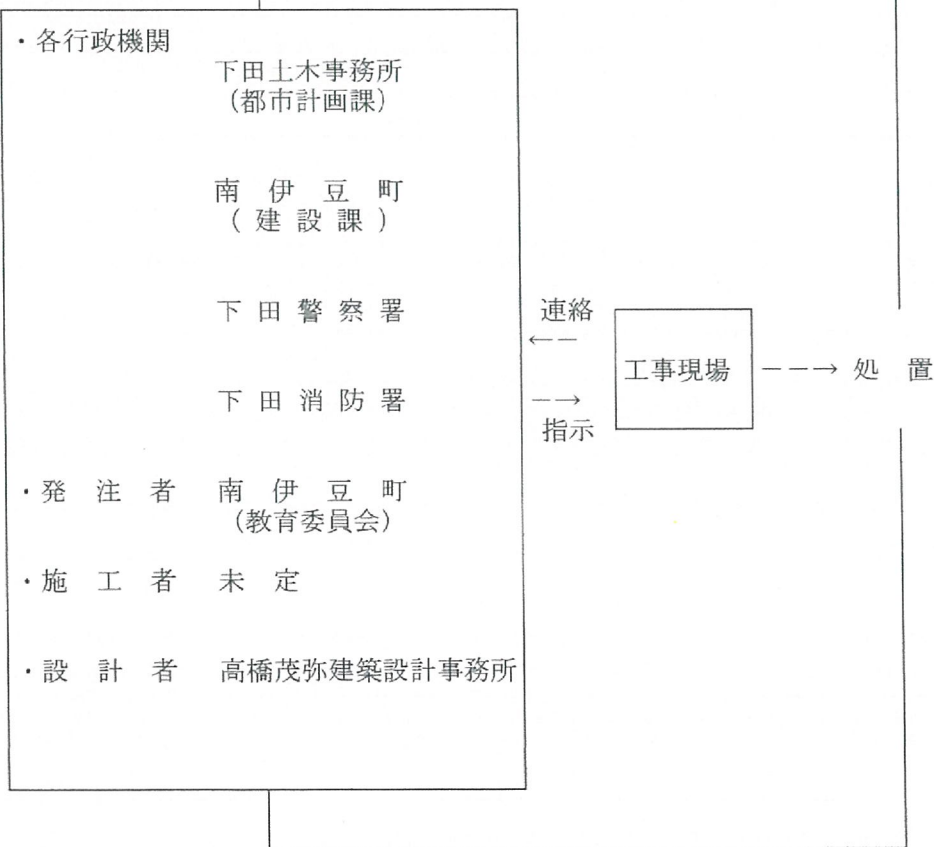 ・各行政機関
下田土木事務所
（都市計画課）
南　伊　豆　町
（ 建 設 課 ）
下 田 警 察 署
下 田 消 防 署
・発　注　者　南　伊　豆　町
（教育委員会）
・施　工　者　未　定
・設　計　者　高橋茂弥建築設計事務所
連絡
←－
－→
指示
工事現場
－－→ 処　置